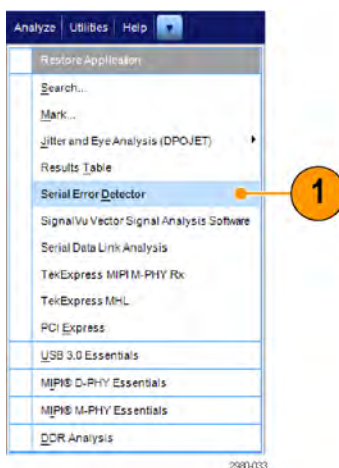 Analyze Utilities Help
Restore Application
Search...
Mark...
Jitter and Eye Analysis (DPOJET)
Results Table
Serial Error Detector
1
SignalVu Vector Signal Analysis Software
Serial Data Link Analysis
TekExpress MIPI M-PHY Rx
TekExpress MHL
PCI Express
USB 3.0 Essentials
MIPI® D-PHY Essentials
MIPI® M-PHY Essentials
DDR Analysis
2980-033